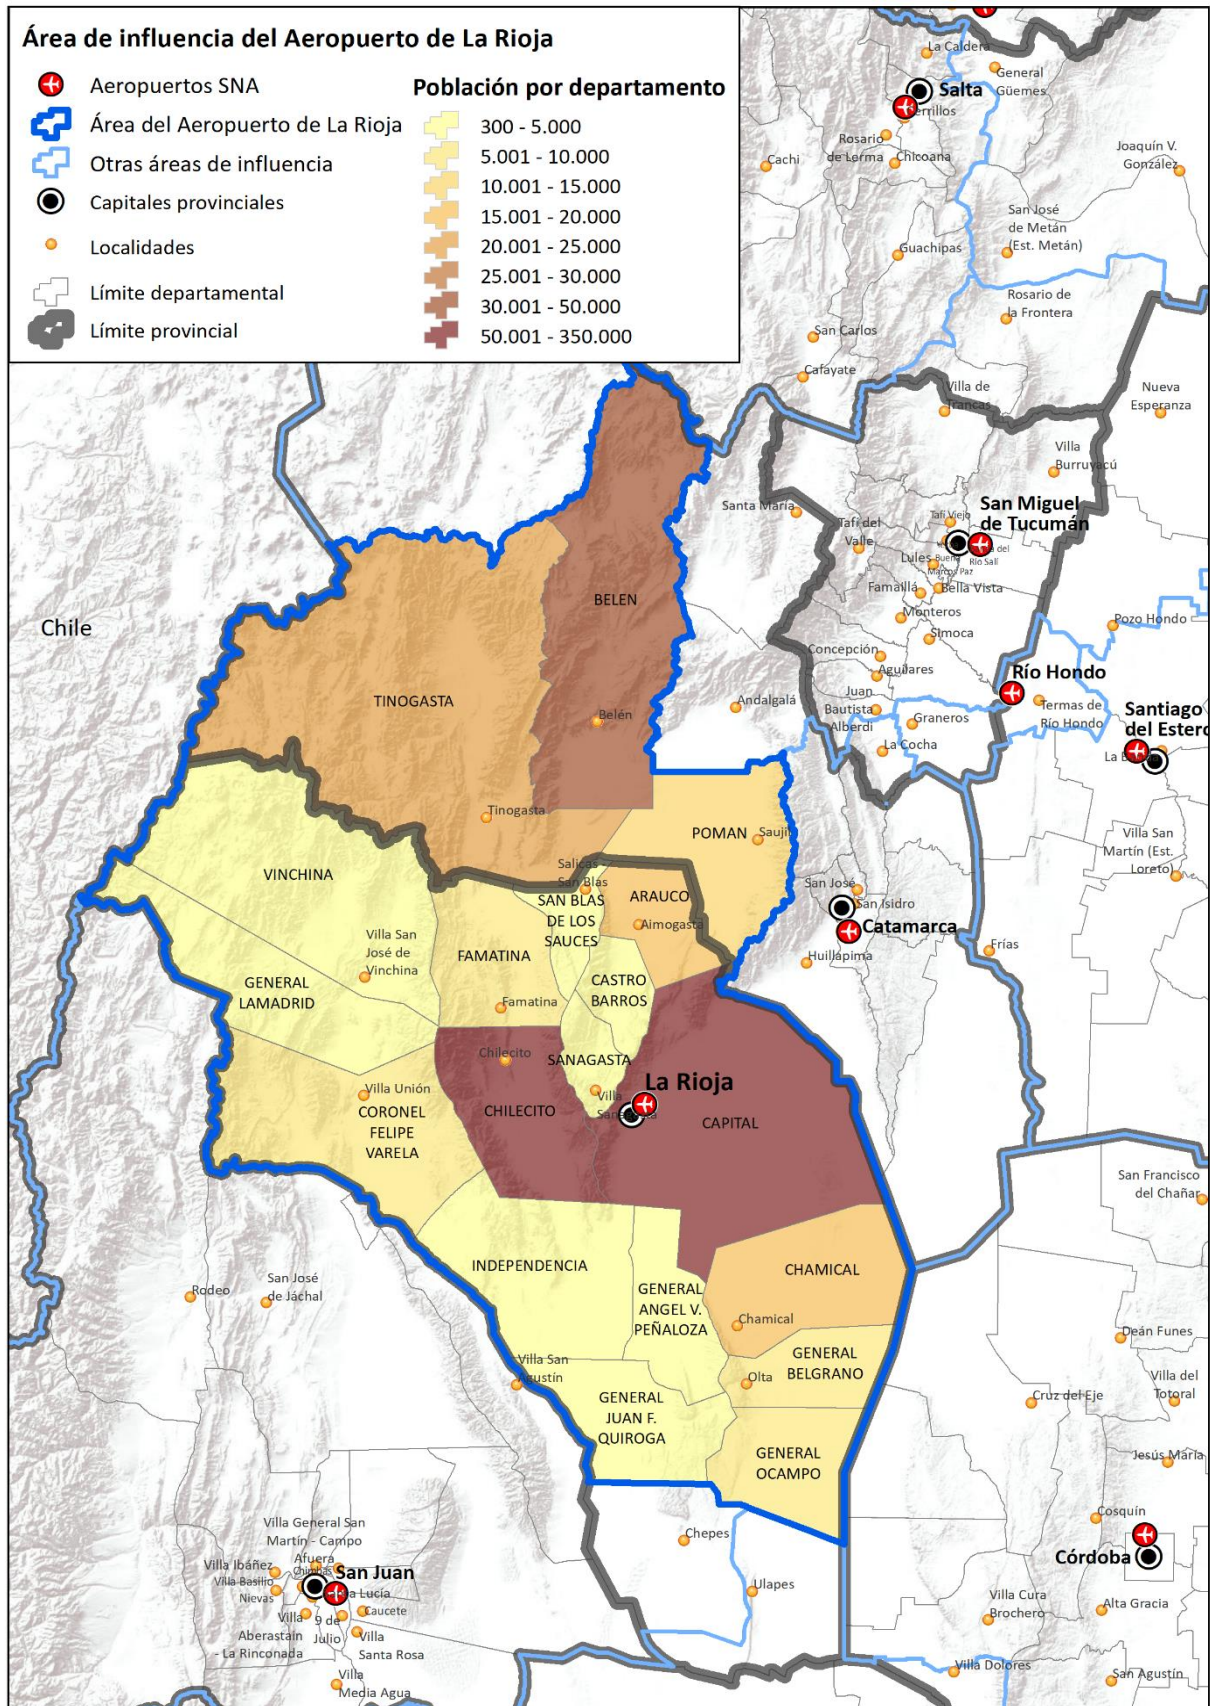 Área de influencia del Aeropuerto de La Rioja
Aeropuertos SNA
Área del Aeropuerto de La Rioja
Otras áreas de influencia
Capitales provinciales
Localidades
Límite departamental
Límite provincial
Población por departamento
300 - 5.000
5.001 - 10.000
10.001 - 15.000
15.001 - 20.000
20.001 - 25.000
25.001 - 30.000
30.001 - 50.000
50.001 - 350.000
La Caldera
General
Güemes
Salta
Rosario
de Lerma
Chicoana
Cachi
Joaquín V.
González
San José
de Metán
(Est. Metán)
Guachipas
Rosario de
la Frontera
San Carlos
Cafayate
Villa de
Trancas
Nueva
Esperanza
Villa
Burruyacú
Santa María
San Miguel
de Tucumán
Tafí Viejo
Tafí del
Valle
Lules
Buena
Marcos Paz
Río Salí
Famaillá
Bella Vista
Monteros
Simoca
Pozo Hondo
Concepción
Aguilares
Juan
Bautista
Alberdi
Graneros
La Cocha
Río Hondo
Termas de
Río Hondo
Santiago
del Estero
Villa San
Martín (Est.
Loreto)
Chile
BELEN
Belén
TINOGASTA
Tinogasta
Andalgalá
POMAN
Saujil
VINCHINA
Salicas -
San Blas
SAN BLAS
DE LOS
SAUCES
ARAUCO
Aimogasta
San José
San Isidro
Catamarca
Huillapima
Frías
Villa San
José de
Vinchina
GENERAL
LAMADRID
FAMATINA
Famatina
CASTRO
BARROS
SANAGASTA
Chilecito
CHILECITO
La Rioja
Villa
CAPITAL
Villa Unión
CORONEL
FELIPE
VARELA
San Francisco
del Chañar
INDEPENDENCIA
GENERAL
ANGEL V.
PEÑALOZA
CHAMICAL
Chamical
Rodeo
San José
de Jáchal
Deán Funes
GENERAL
BELGRANO
Olta
Villa San
Agustín
GENERAL
JUAN F.
QUIROGA
Villa del
Totoral
Cruz del Eje
GENERAL
OCAMPO
Jesús María
Cosquín
Córdoba
Chepes
Ulapes
Villa General San
Martín - Campo
Afuera
Chimbas
Villa Ibáñez
San Juan
Villa Basilio
Nievas
Caucete
Villa
Aberastain
- La Rinconada
9 de
Julio
Villa
Santa Rosa
Villa
Media Agua
Villa Cura
Brochero
Alta Gracia
Villa Dolores
San Agustín